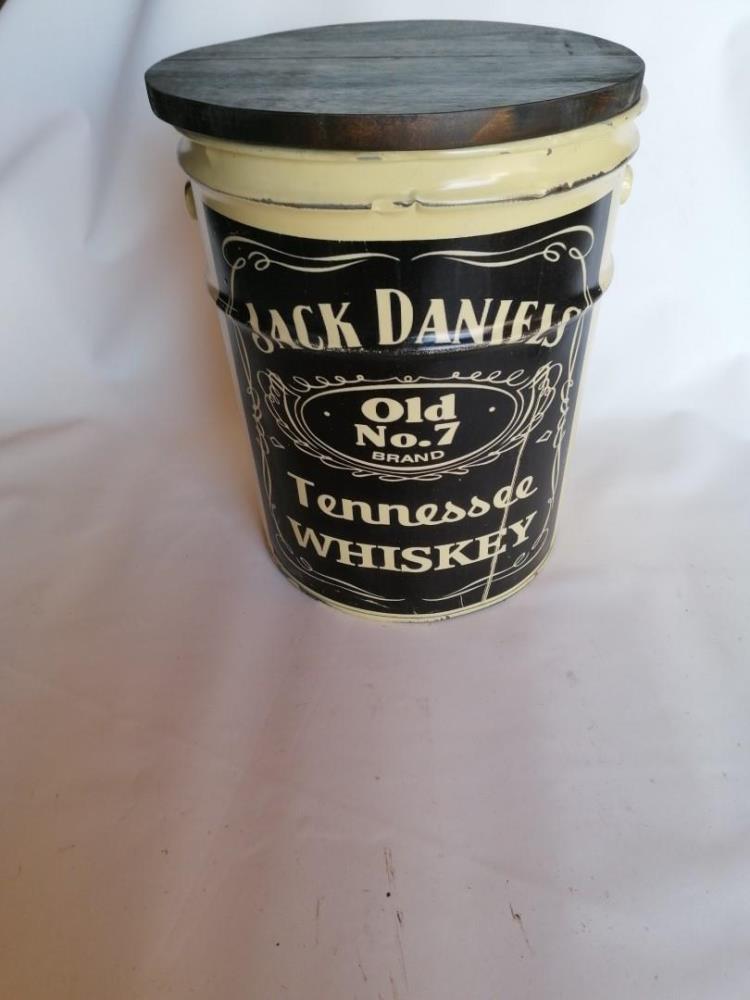 JACK DANIELS
Old
No.7
BRAND
Tennessee
WHISKEY